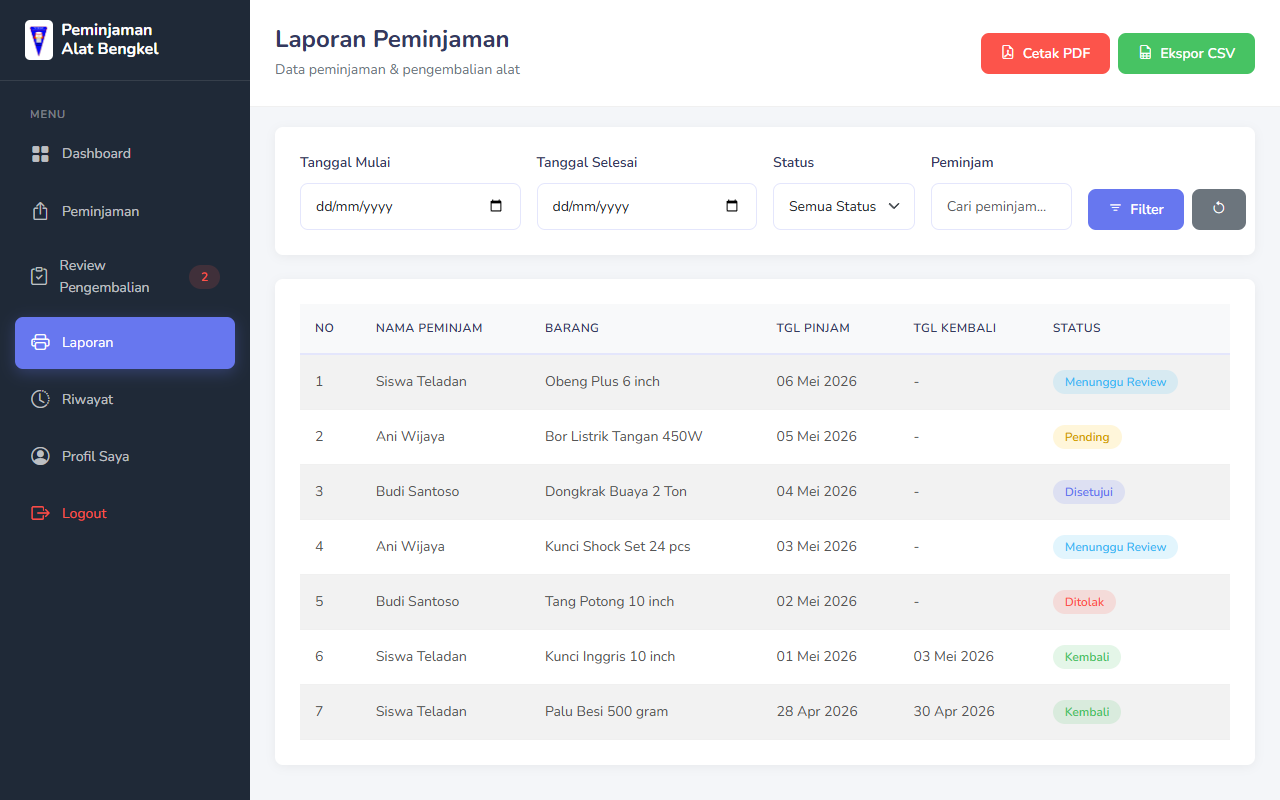 Peminjaman
Alat Bengkel
MENU
Dashboard
Peminjaman
Review
Pengembalian
2
Laporan
Riwayat
Profil Saya
Logout
Laporan Peminjaman
Data peminjaman & pengembalian alat
Cetak PDF
Ekspor CSV
Tanggal Mulai
Tanggal Selesai
Status
Peminjam
dd/mm/yyyy
dd/mm/yyyy
Semua Status
Cari peminjam...
Filter
NO NAMA PEMINJAM BARANG TGL PINJAM TGL KEMBALI STATUS
1 Siswa Teladan Obeng Plus 6 inch 06 Mei 2026 - Menunggu Review
2 Ani Wijaya Bor Listrik Tangan 450W 05 Mei 2026 - Pending
3 Budi Santoso Dongkrak Buaya 2 Ton 04 Mei 2026 - Disetujui
4 Ani Wijaya Kunci Shock Set 24 pcs 03 Mei 2026 - Menunggu Review
5 Budi Santoso Tang Potong 10 inch 02 Mei 2026 - Ditolak
6 Siswa Teladan Kunci Inggris 10 inch 01 Mei 2026 03 Mei 2026 Kembali
7 Siswa Teladan Palu Besi 500 gram 28 Apr 2026 30 Apr 2026 Kembali